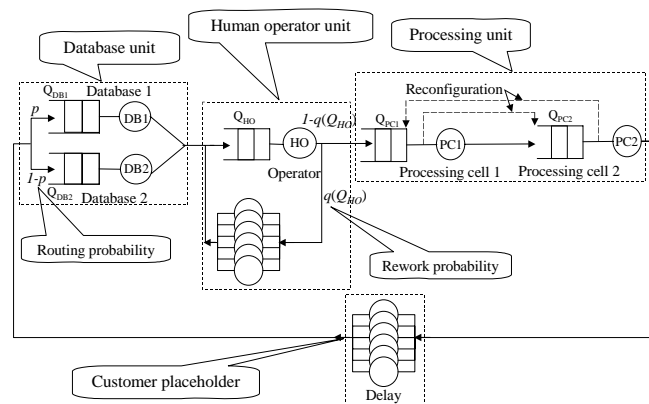 Human operator unit
Database unit
Processing unit
Q_DB1
Database 1
p
DB1
1-p
DB2
Q_DB2
Database 2
Routing probability
Q_HO
HO
Operator
1-q(Q_HO)
q(Q_HO)
Rework probability
Reconfiguration
Q_PC1
PC1
Processing cell 1
Q_PC2
PC2
Processing cell 2
Customer placeholder
Delay